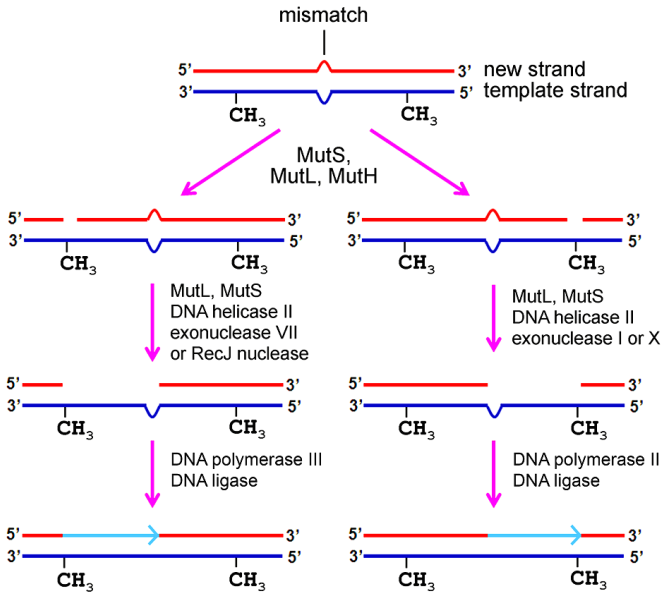 mismatch
5' 3' new strand
3' 5' template strand
CH3 CH3
MutS,
MutL, MutH
5' 3' 5' 3'
3' 5' 3' 5'
CH3 CH3 CH3 CH3
MutL, MutS
DNA helicase II
exonuclease VII
or RecJ nuclease
MutL, MutS
DNA helicase II
exonuclease I or X
5' 3' 5' 3'
3' 5' 3' 5'
CH3 CH3 CH3 CH3
DNA polymerase III
DNA ligase
DNA polymerase II
DNA ligase
5' 3' 5' 3'
3' 5' 3' 5'
CH3 CH3 CH3 CH3